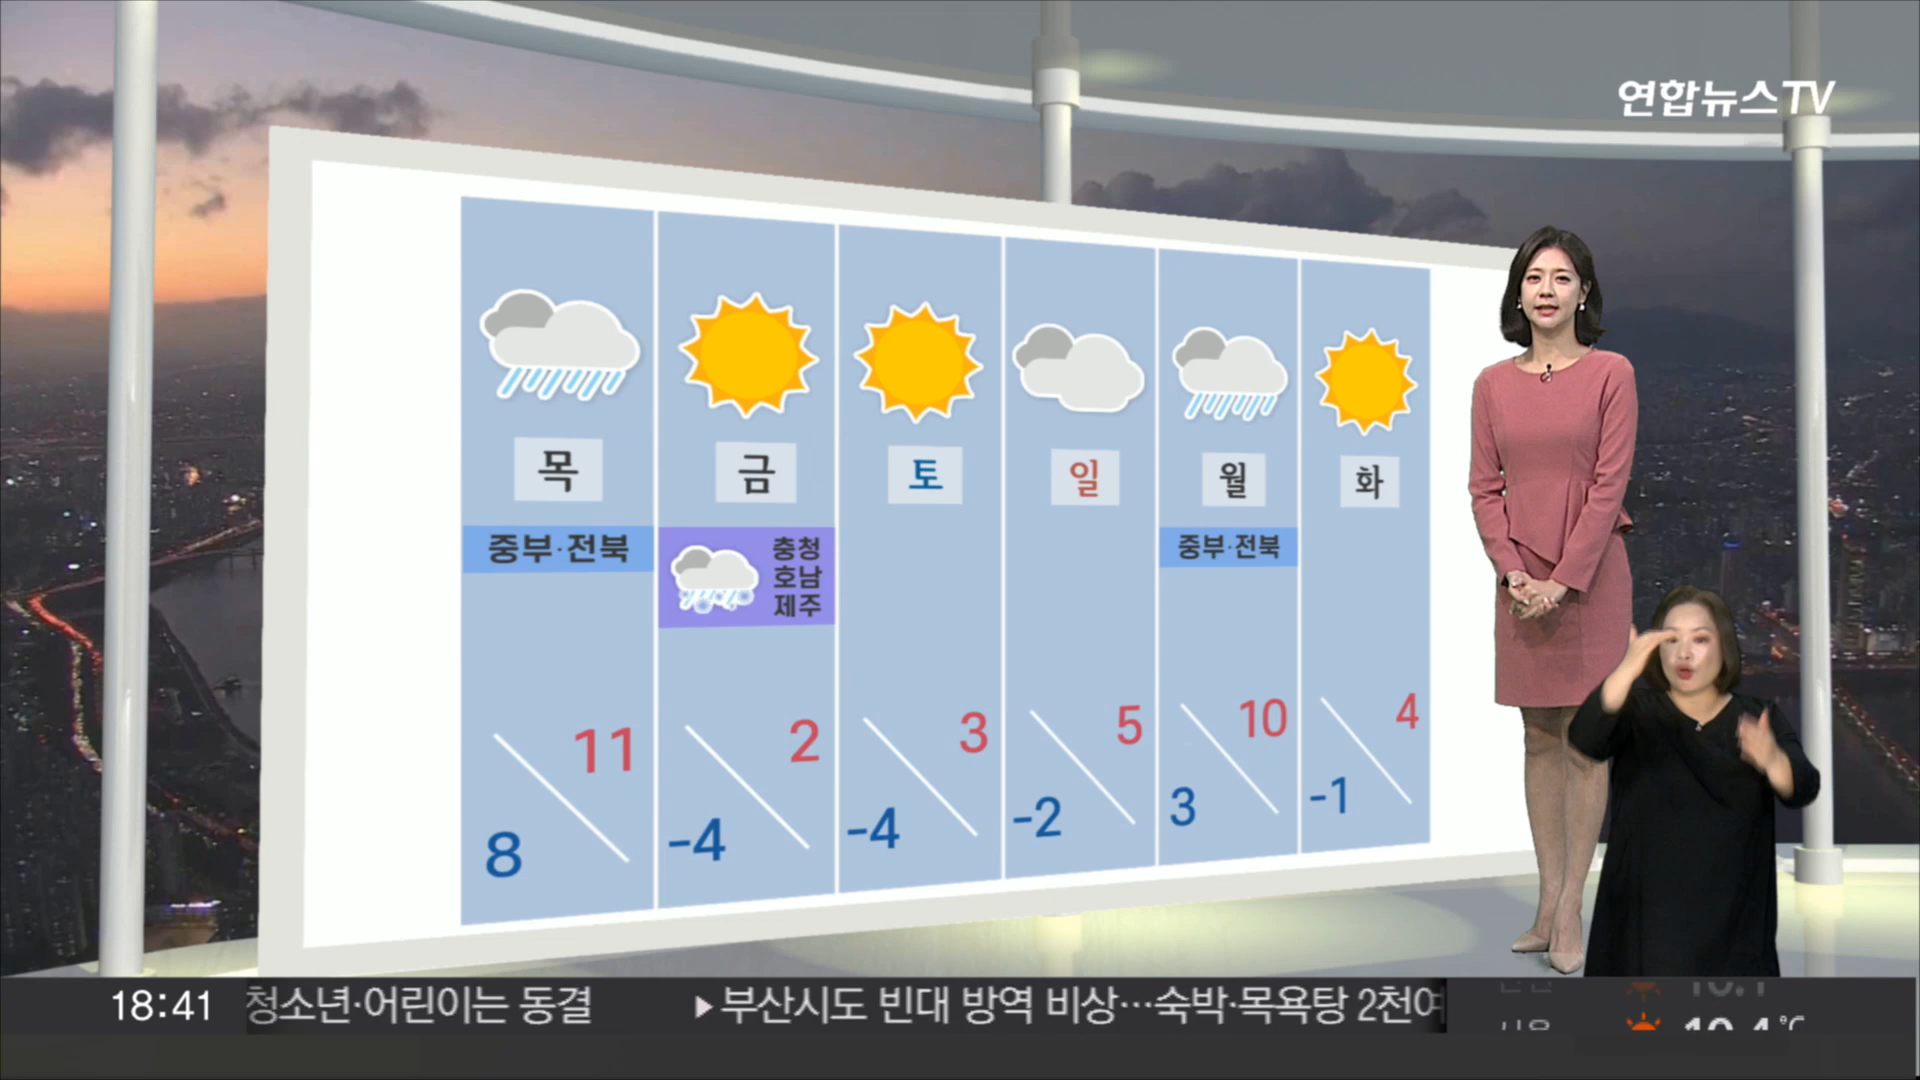 연합뉴스TV
목
금
토
일
월
화
중부·전북
충청
호남
제주
중부·전북
11
8
2
-4
3
-4
5
-2
10
3
4
-1
18:41
청소년·어린이는 동결
▶부산시도 빈대 방역 비상…숙박·목욕탕 2천여